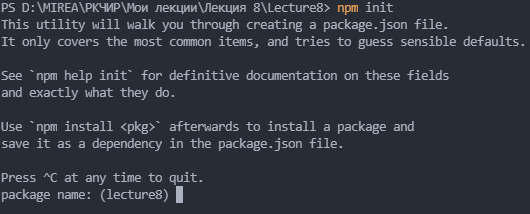 PS D:\MIREA\РКЧИР\Мои лекции\Лекция 8\Lecture8> npm init
This utility will walk you through creating a package.json file.
It only covers the most common items, and tries to guess sensible defaults.
See `npm help init` for definitive documentation on these fields
and exactly what they do.
Use `npm install <pkg>` afterwards to install a package and
save it as a dependency in the package.json file.
Press ^C at any time to quit.
package name: (lecture8)